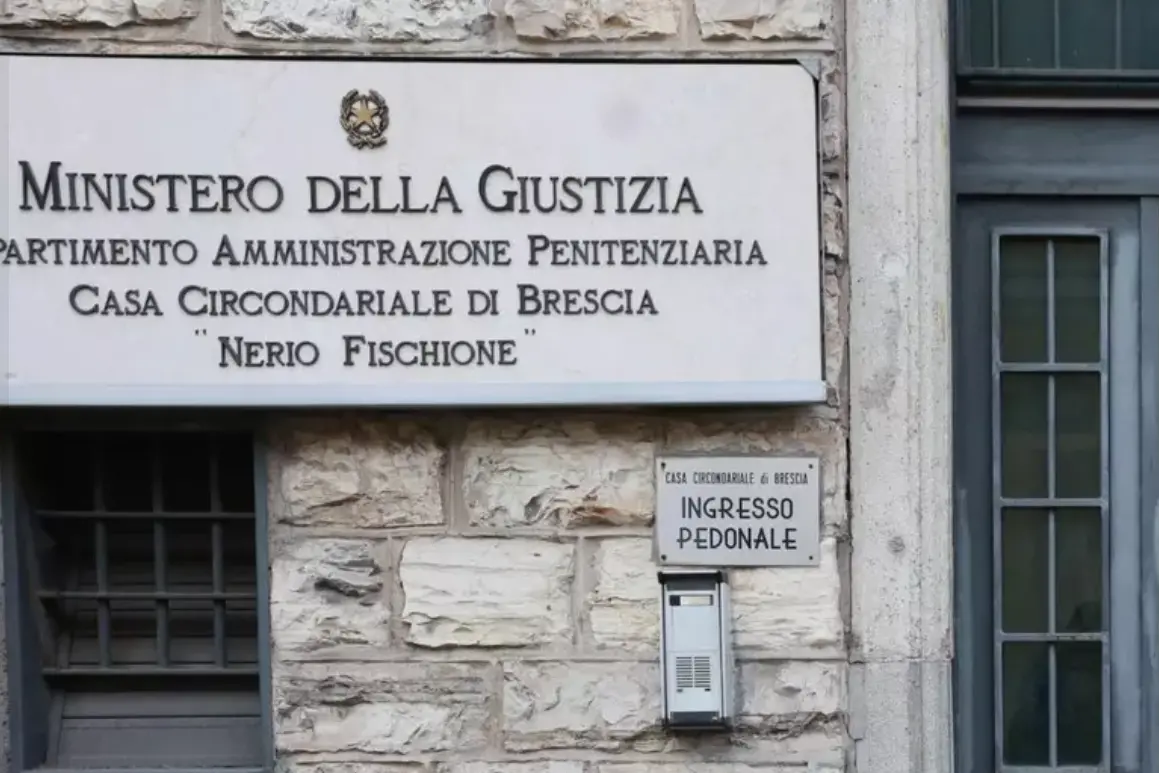 MINISTERO DELLA GIUSTIZIA
PARTIMENTO AMMINISTRAZIONE PENITENZIARIA
CASA CIRCONDARIALE DI BRESCIA
"NERIO FISCHIONE"
CASA CIRCONDARIALE di BRESCIA
INGRESSO
PEDONALE